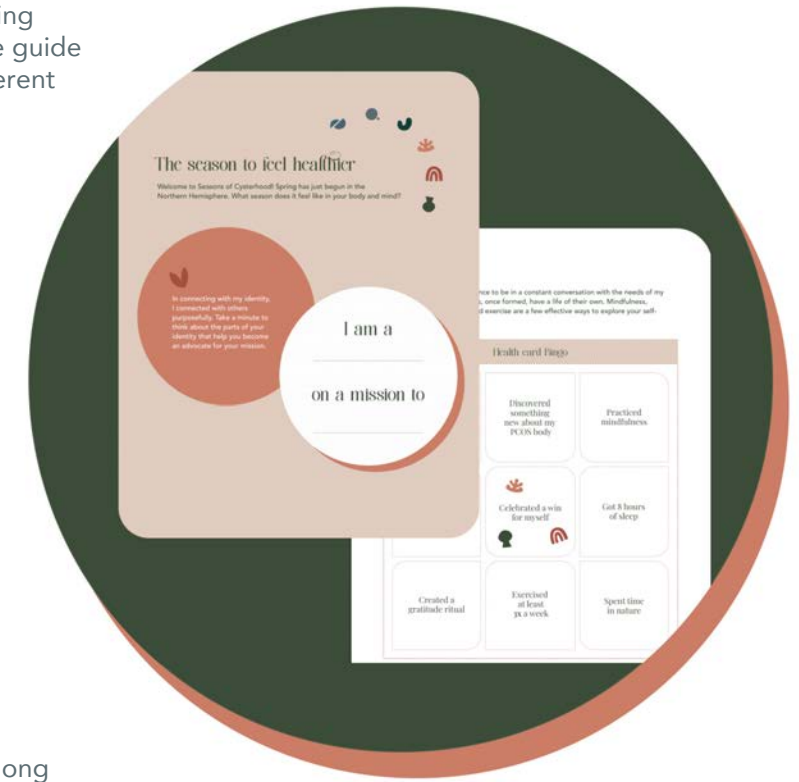 ing
e guide
erent
The season to feel healthier
Welcome to Seasons of Cysterhood! Spring has just begun in the
Northern Hemisphere. What season does it feel like in your body and mind?
In connecting with my identity,
I connected with others
purposefully. Take a minute to
think about the parts of your
identity that help you become
an advocate for your mission.
I am a
on a mission to
nce to be in a constant conversation with the needs of my
, once formed, have a life of their own. Mindfulness,
d exercise are a few effective ways to explore your self-
Health card Bingo
Discovered
something
new about my
PCOS body
Practiced
mindfulness
Celebrated a win
for myself
Got 8 hours
of sleep
Created a
gratitude ritual
Exercised
at least
3x a week
Spent time
in nature
ong